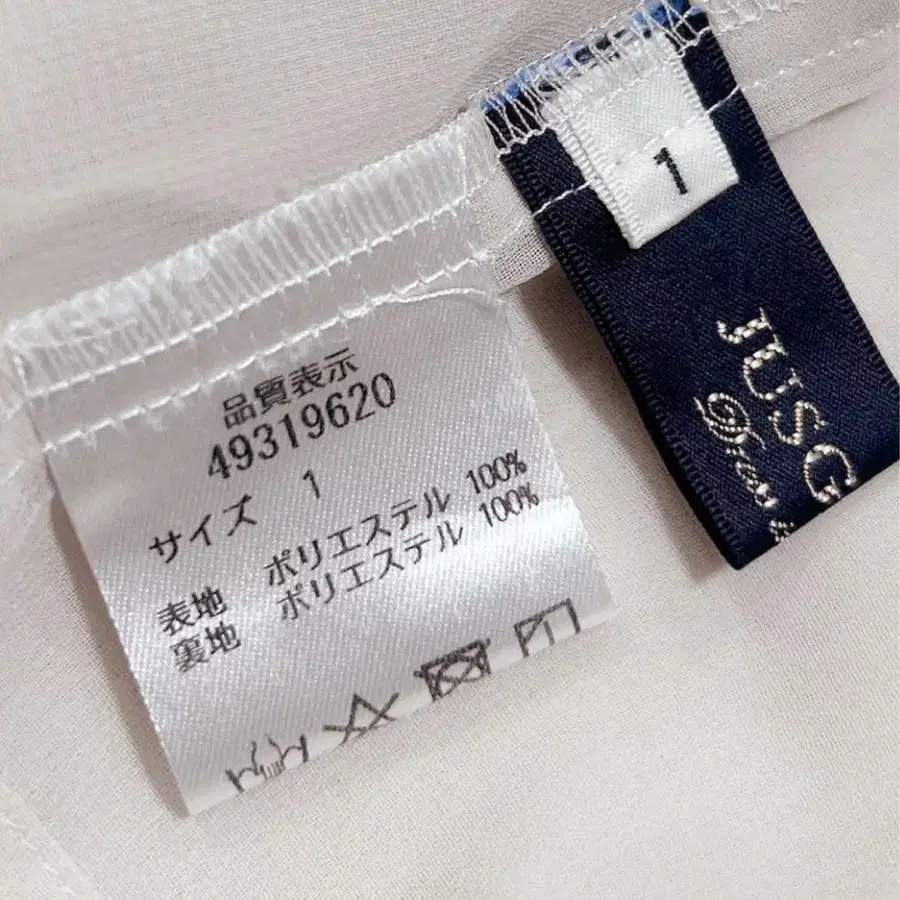 品質表示
49319620
サイズ 1
表地 ポリエステル 100%
裏地 ポリエステル 100%
1
JUSG
Dress